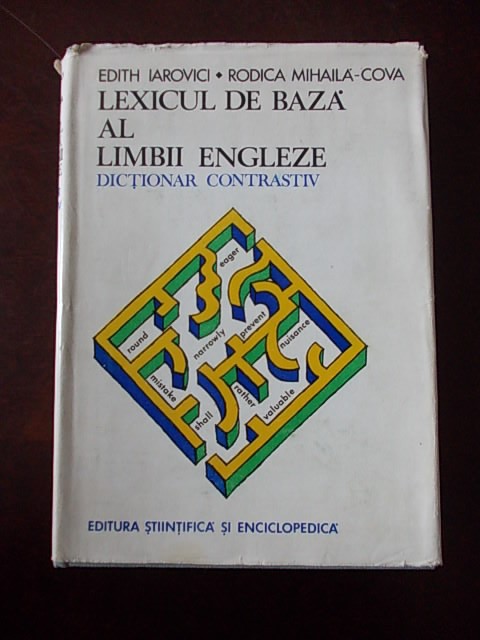 EDITH IAROVICI • RODICA MIHAILĂ-COVA
LEXICUL DE BAZĂ
AL
LIMBII ENGLEZE
DICȚIONAR CONTRASTIV
eager
round
narrowly
prevent
nuisance
mistake
shall
rather
valuable
EDITURA ȘTIINȚIFICĂ ȘI ENCICLOPEDICĂ